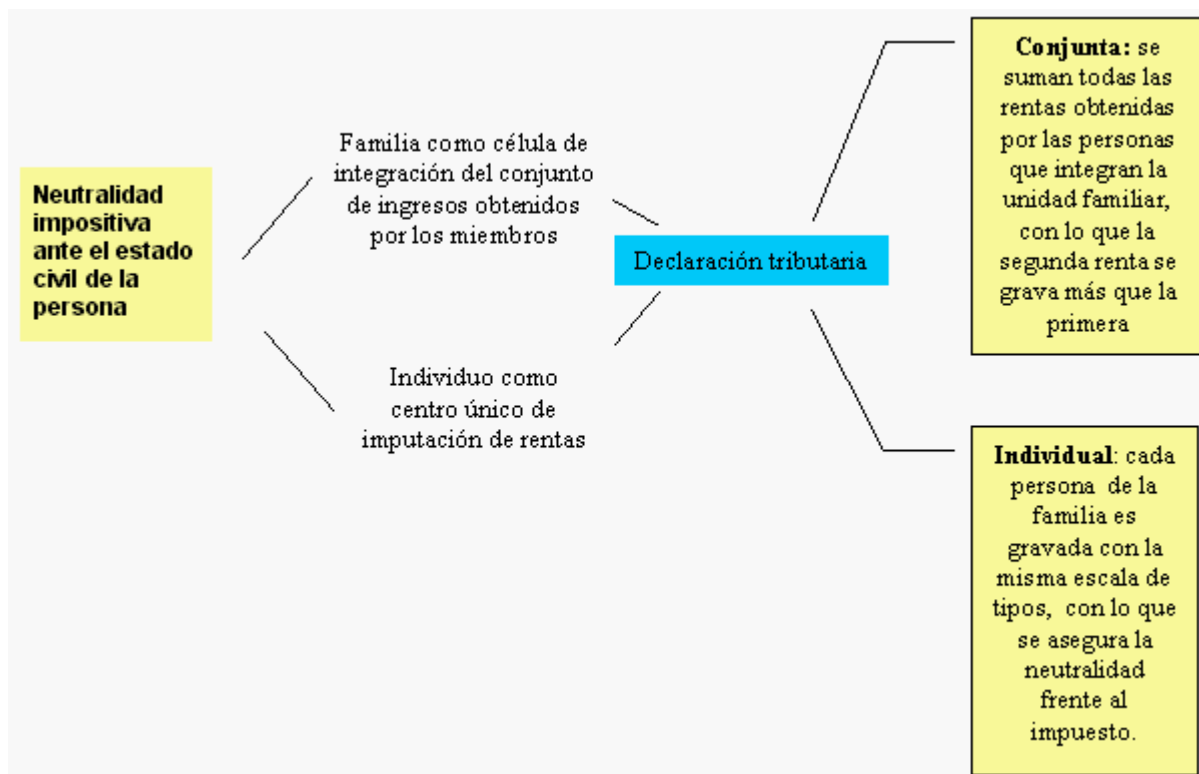 Neutralidad
impositiva
ante el estado
civil de la
persona
Familia como célula de
integración del conjunto
de ingresos obtenidos
por los miembros
Individuo como
centro único de
imputación de rentas
Declaración tributaria
Conjunta: se
suman todas las
rentas obtenidas
por las personas
que integran la
unidad familiar,
con lo que la
segunda renta se
grava más que la
primera
Individual: cada
persona de la
familia es
gravada con la
misma escala de
tipos, con lo que
se asegura la
neutralidad
frente al
impuesto.